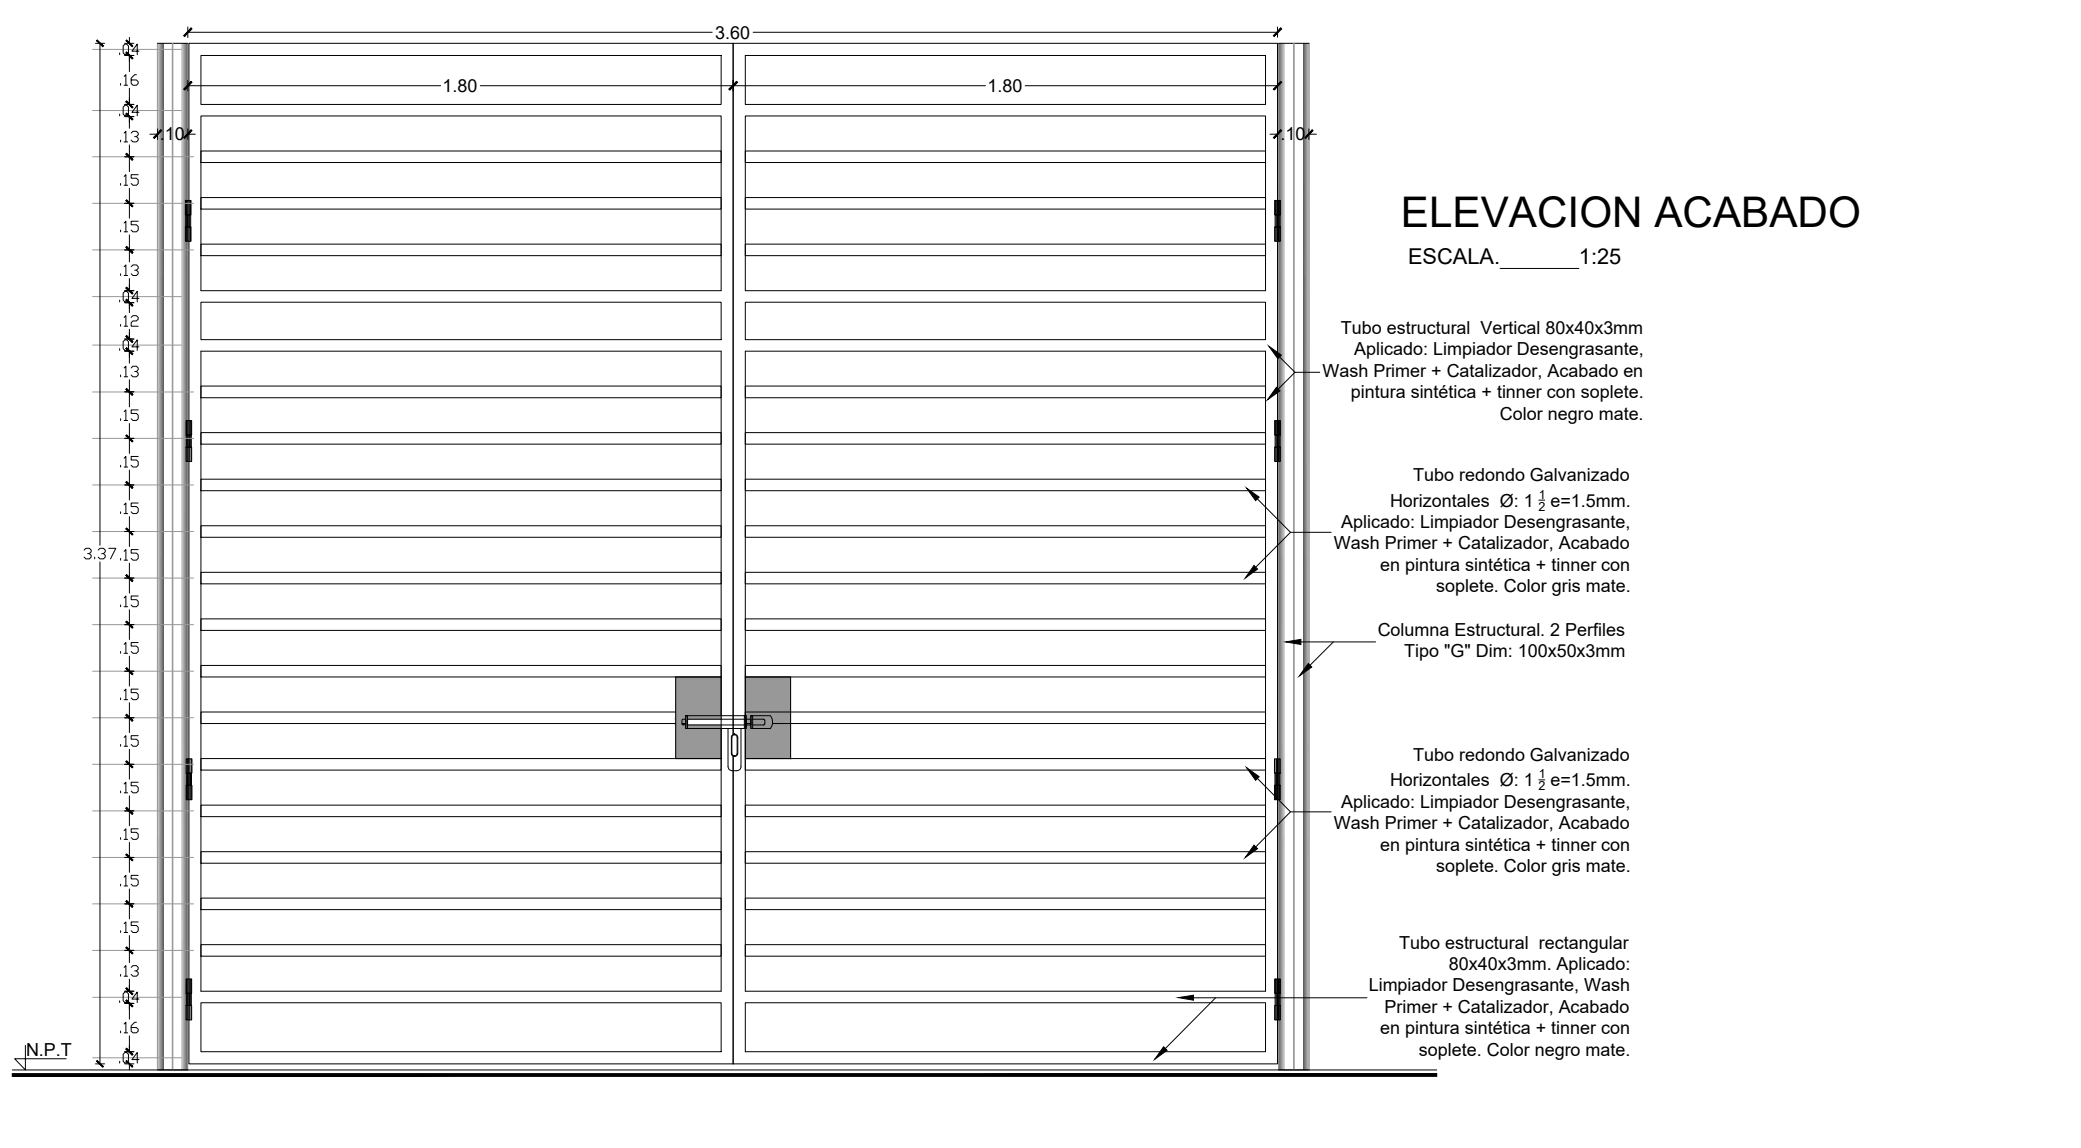 3.60
1.80
1.80
.10
.10
.04
.16
.04
.13
.15
.15
.13
.04
.12
.04
.13
.15
.15
.15
3.37
.15
.15
.15
.15
.15
.15
.15
.15
.13
.04
.16
.04
N.P.T
ELEVACION ACABADO
ESCALA._______1:25
Tubo estructural Vertical 80x40x3mm
Aplicado: Limpiador Desengrasante,
Wash Primer + Catalizador, Acabado en
pintura sintética + tinner con soplete.
Color negro mate.
Tubo redondo Galvanizado
Horizontales Ø: 1 1/2 e=1.5mm.
Aplicado: Limpiador Desengrasante,
Wash Primer + Catalizador, Acabado
en pintura sintética + tinner con
soplete. Color gris mate.
Columna Estructural. 2 Perfiles
Tipo "G" Dim: 100x50x3mm
Tubo redondo Galvanizado
Horizontales Ø: 1 1/2 e=1.5mm.
Aplicado: Limpiador Desengrasante,
Wash Primer + Catalizador, Acabado
en pintura sintética + tinner con
soplete. Color gris mate.
Tubo estructural rectangular
80x40x3mm. Aplicado:
Limpiador Desengrasante, Wash
Primer + Catalizador, Acabado
en pintura sintética + tinner con
soplete. Color negro mate.